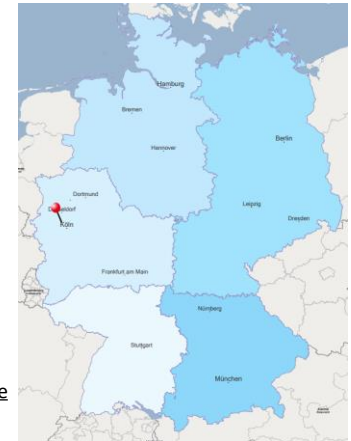 Hamburg
Bremen
Hannover
Berlin
Dortmund
Köln
Leipzig
Dresden
Frankfurt am Main
Nürnberg
Stuttgart
München
e